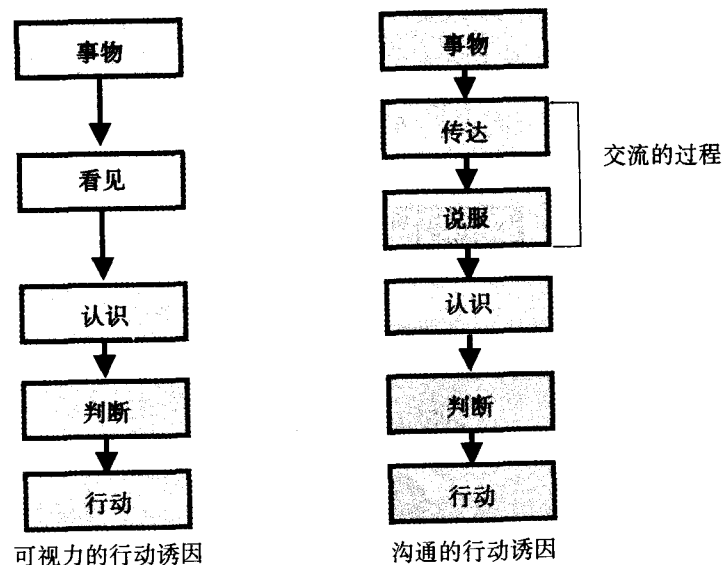 事物
看见
认识
判断
行动
可视力的行动诱因
事物
传达
说服
认识
判断
行动
交流的过程
沟通的行动诱因